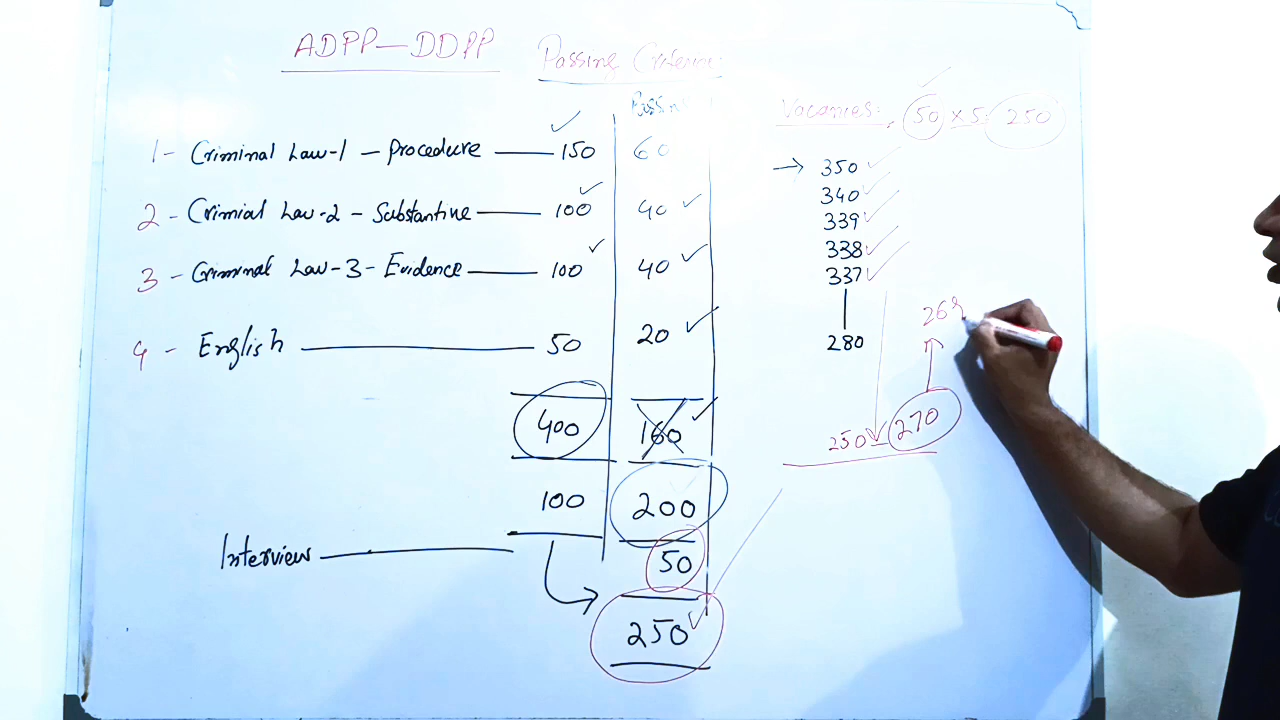 ADPP — DDPP Passing Criteria:
Passing
Vacancies: 50 x 5 250
1 - Criminal Law-1 - Procedure 150 60
2 - Crimial Law-2 - Substantive 100 40
3 - Criminal Law-3 - Evidence 100 40
4 - English 50 20
400 160
100 200
Interview 50
250
→ 350
340
339
338
337
280
250 270